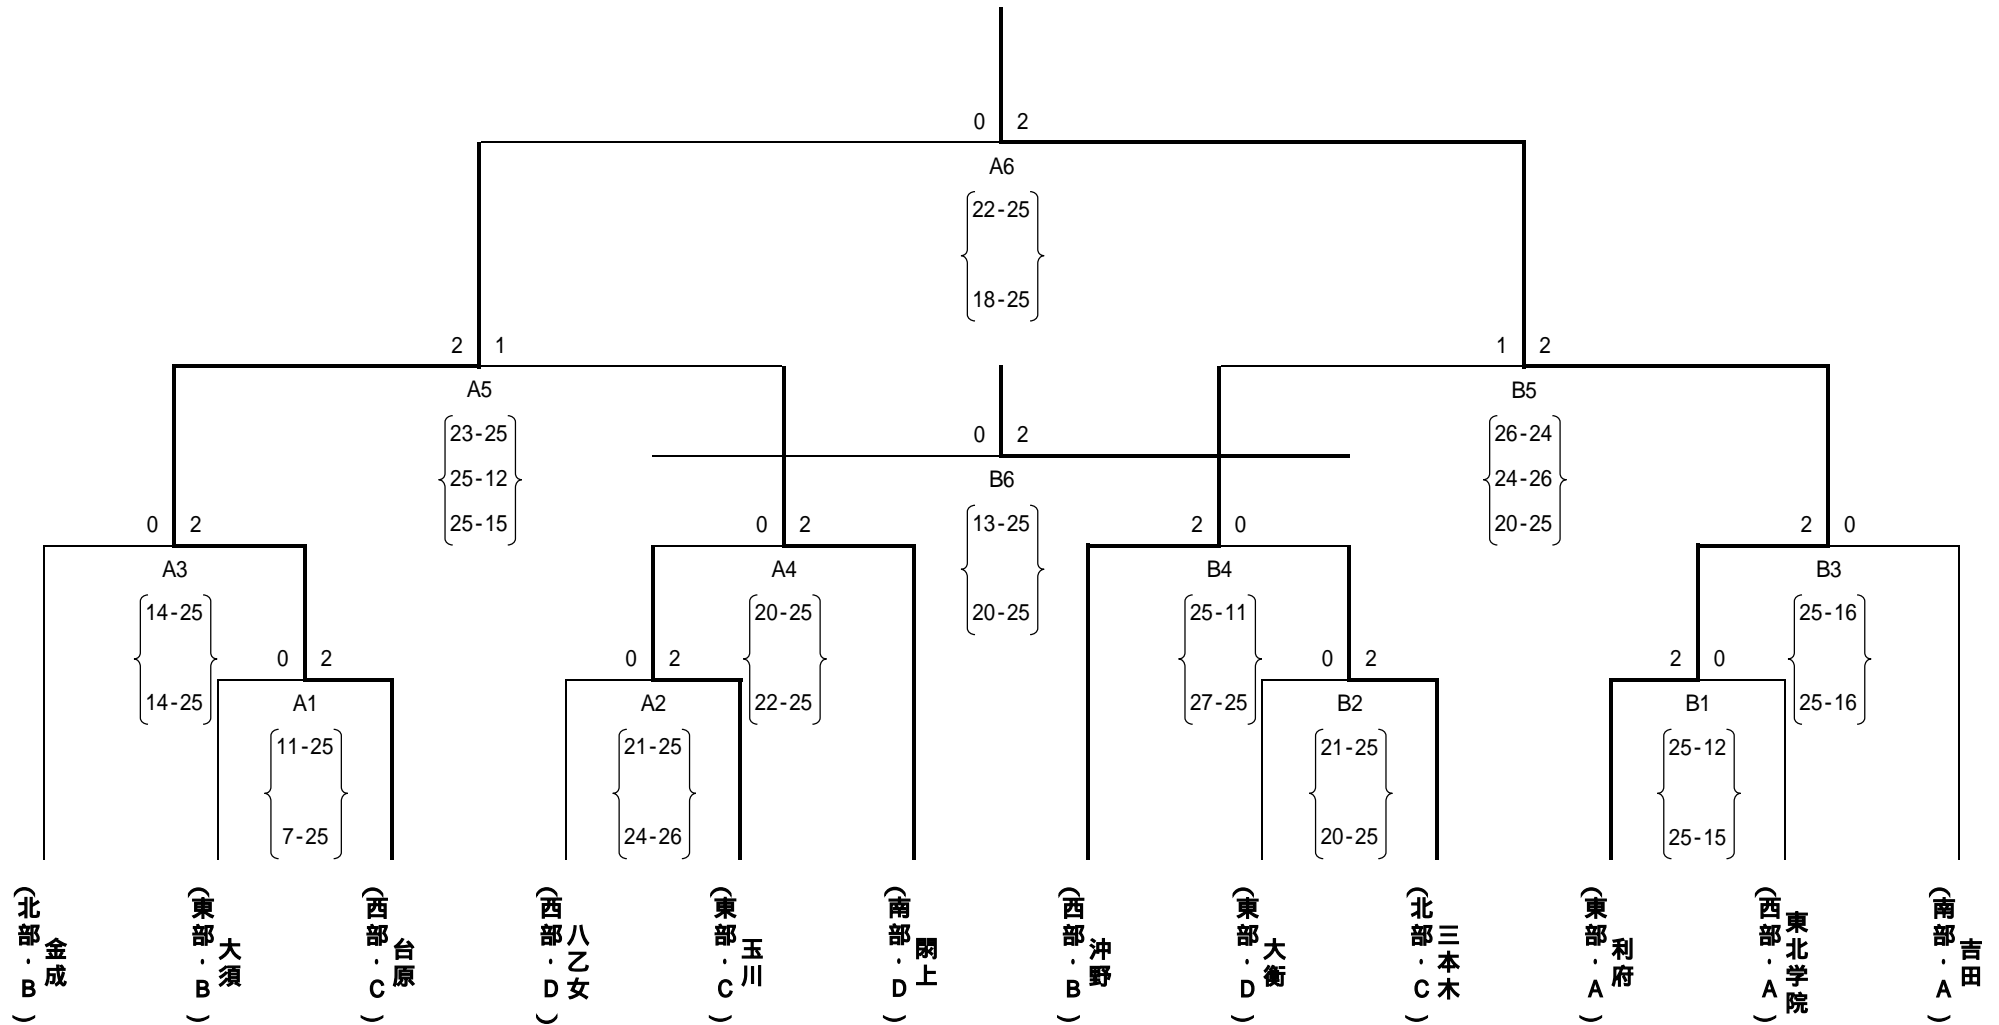 0 2
A6
22-25
18-25
2 1
1 2
A5
B5
23-25
25-12
25-15
0 2
B6
13-25
20-25
26-24
24-26
20-25
0 2
0 2
2 0
2 0
A3
A4
B4
B3
14-25
14-25
20-25
22-25
25-11
27-25
25-16
25-16
0 2
0 2
0 2
2 0
A1
A2
B2
B1
11-25
7-25
21-25
24-26
21-25
20-25
25-12
25-15
金成
(北部・B)
大須
(東部・B)
台原
(西部・C)
八乙女
(西部・D)
玉川
(東部・C)
閖上
(南部・D)
沖野
(西部・B)
大衡
(東部・D)
三本木
(北部・C)
利府
(東部・A)
東北学院
(西部・A)
吉田
(南部・A)